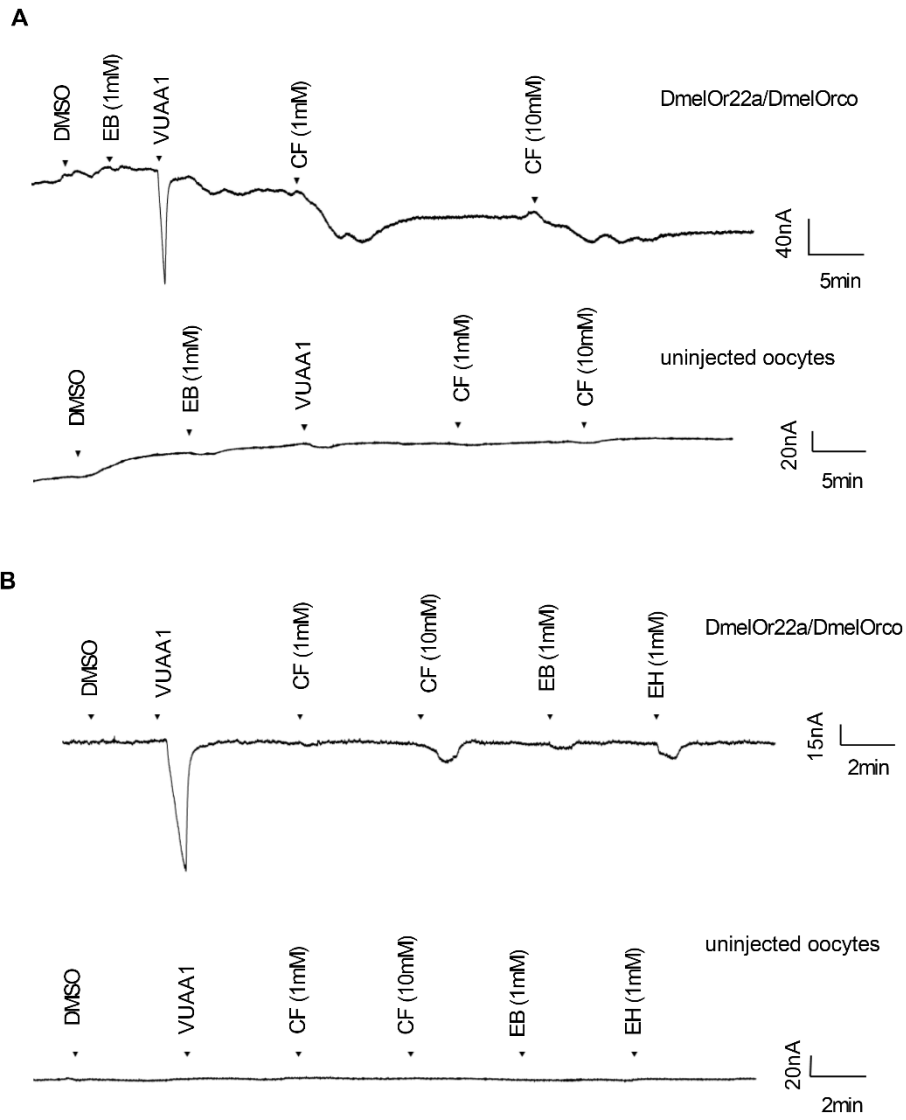 A
DMSO
EB (1mM)
VUAA1
CF (1mM)
CF (10mM)
DmelOr22a/DmelOrco
40nA
5min
DMSO
EB (1mM)
VUAA1
CF (1mM)
CF (10mM)
uninjected oocytes
20nA
5min
B
DMSO
VUAA1
CF (1mM)
CF (10mM)
EB (1mM)
EH (1mM)
DmelOr22a/DmelOrco
15nA
2min
DMSO
VUAA1
CF (1mM)
CF (10mM)
EB (1mM)
EH (1mM)
uninjected oocytes
20nA
2min